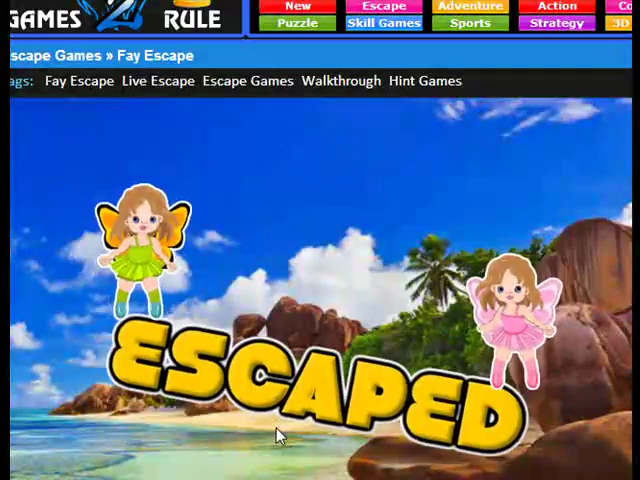 GAMES RULE
New Escape Adventure Action
Puzzle Skill Games Sports Strategy 3D
scape Games » Fay Escape
ags: Fay Escape Live Escape Escape Games Walkthrough Hint Games
ESCAPED